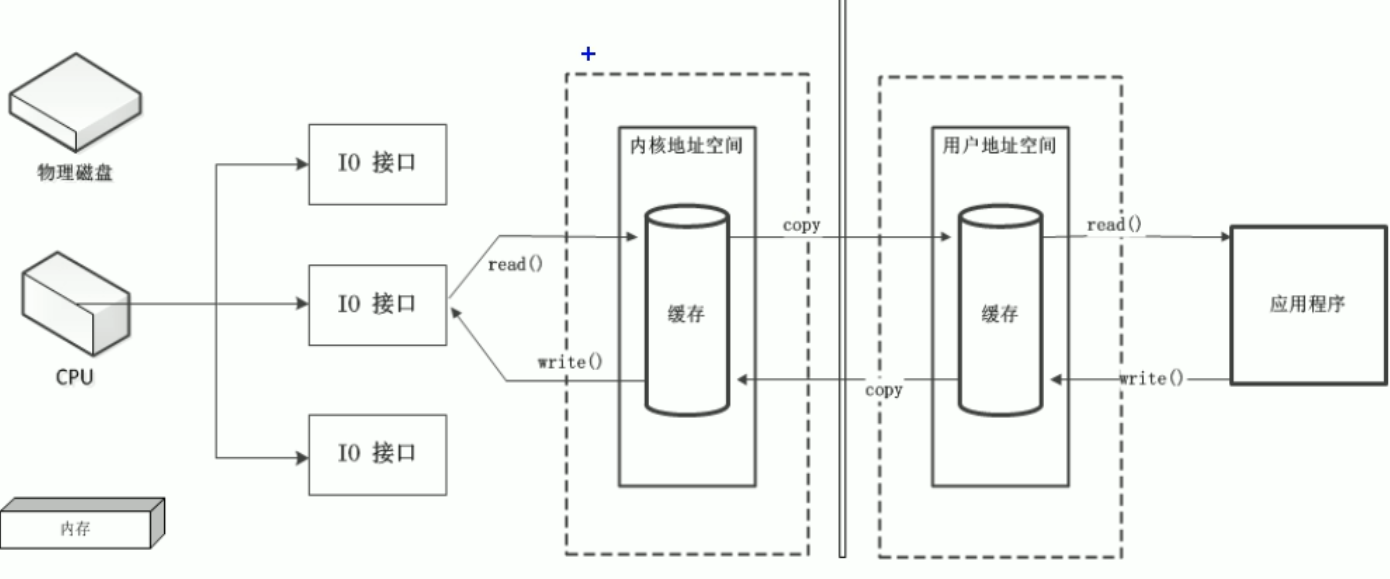 物理磁盘
CPU
内存
IO 接口
IO 接口
IO 接口
read()
write()
内核地址空间
缓存
copy
copy
用户地址空间
缓存
read()
write()
应用程序